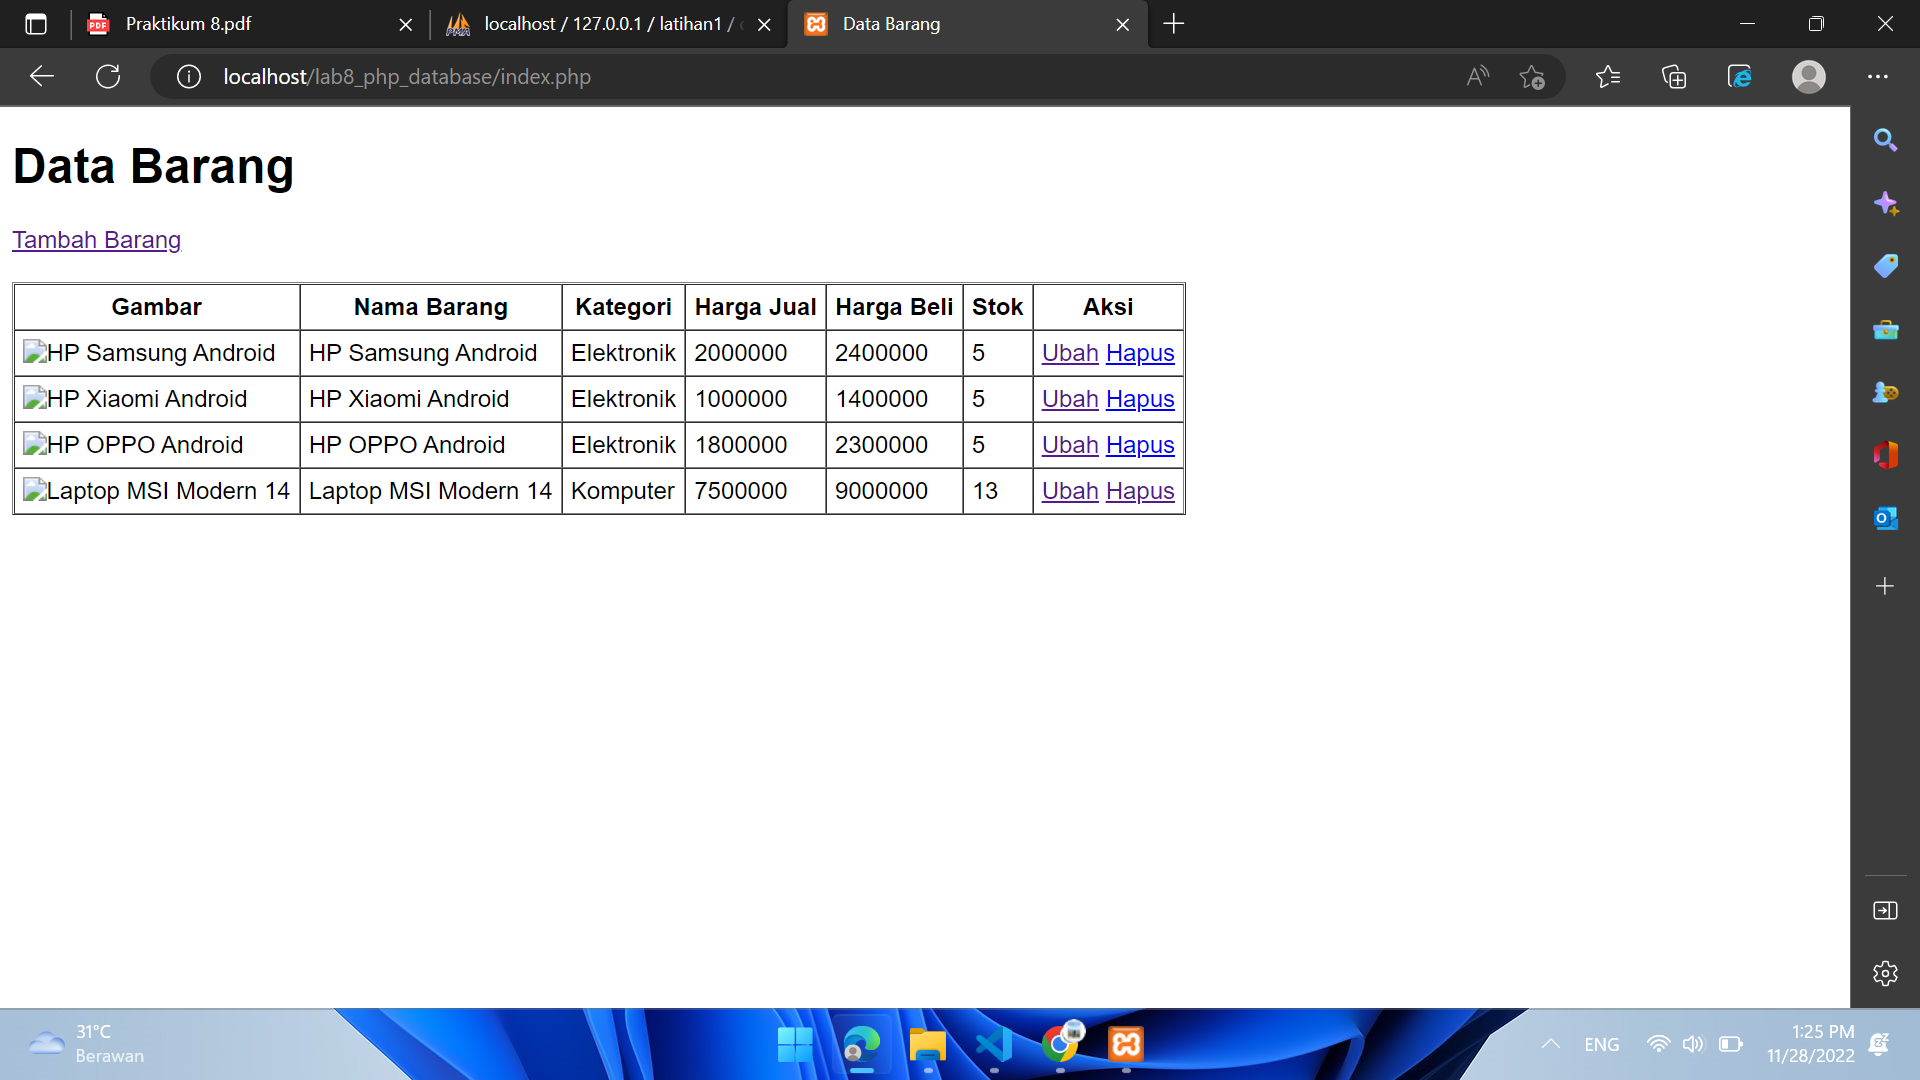 Praktikum 8.pdf
localhost / 127.0.0.1 / latihan1 /
Data Barang
localhost/lab8_php_database/index.php
Data Barang
Tambah Barang
Gambar Nama Barang Kategori Harga Jual Harga Beli Stok Aksi
HP Samsung Android HP Samsung Android Elektronik 2000000 2400000 5 Ubah Hapus
HP Xiaomi Android HP Xiaomi Android Elektronik 1000000 1400000 5 Ubah Hapus
HP OPPO Android HP OPPO Android Elektronik 1800000 2300000 5 Ubah Hapus
Laptop MSI Modern 14 Laptop MSI Modern 14 Komputer 7500000 9000000 13 Ubah Hapus
31°C
Berawan
ENG
1:25 PM
11/28/2022